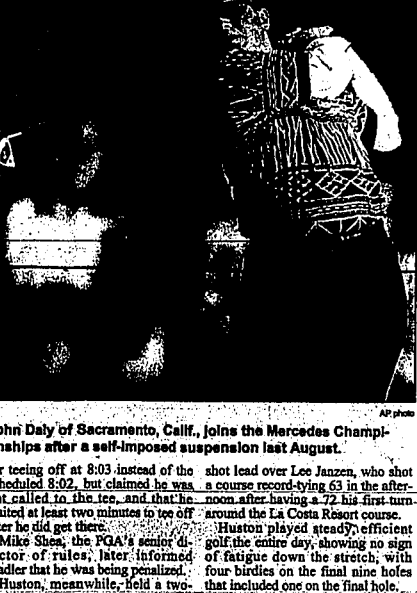 AP photo
ohn Daly of Sacramento, Calif., joins the Mercedes Champi-
nships after a self-imposed suspension last August.
r teeing off at 8:03 instead of the
heduled 8:02, but claimed he was
ot called to the tee, and that he
aited at least two minutes to tee off
ter he did get there.
Mike Shea, the PGA's senior di-
ctor of rules, later informed
adler that he was being penalized.
Huston, meanwhile, held a two-
shot lead over Lee Janzen, who shot
a course record-tying 63 in the after-
noon after having a 72 his first turn
around the La Costa Resort course.
Huston played steady, efficient
golf the entire day, showing no sign
of fatigue down the stretch, with
four birdies on the final nine holes
that included one on the final hole.